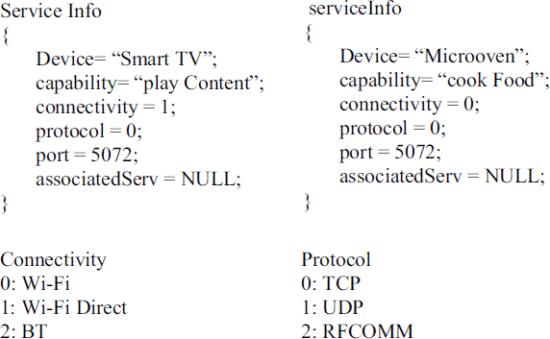 Service Info
{
Device= “Smart TV”;
capability= “play Content”;
connectivity = 1;
protocol = 0;
port = 5072;
associatedServ = NULL;
}
serviceInfo
{
Device= “Microoven”;
capability= “cook Food”;
connectivity = 0;
protocol = 0;
port = 5072;
associatedServ = NULL;
}
Connectivity
0: Wi-Fi
1: Wi-Fi Direct
2: BT
Protocol
0: TCP
1: UDP
2: RFCOMM